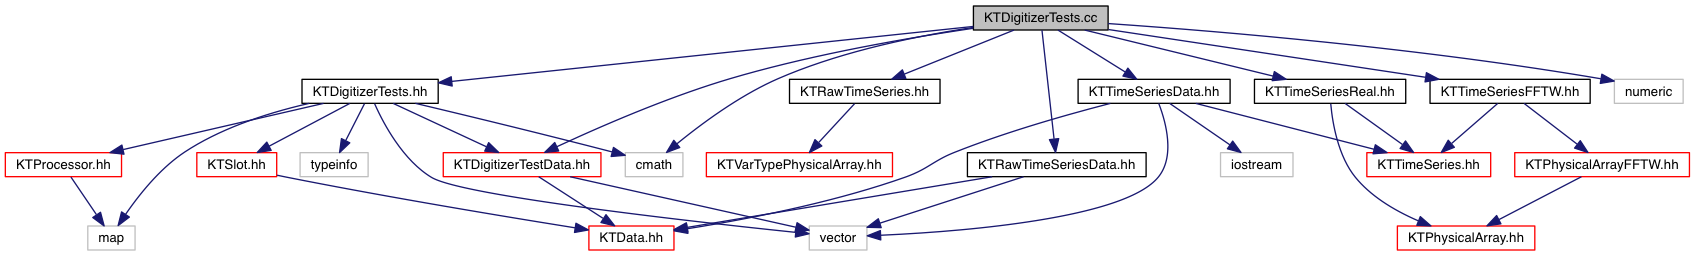 KTDigitizerTests.cc
KTDigitizerTests.hh
KTRawTimeSeries.hh
KTTimeSeriesData.hh
KTTimeSeriesReal.hh
KTTimeSeriesFFTW.hh
numeric
KTProcessor.hh
KTSlot.hh
typeinfo
KTDigitizerTestData.hh
cmath
KTVarTypePhysicalArray.hh
KTRawTimeSeriesData.hh
iostream
KTTimeSeries.hh
KTPhysicalArrayFFTW.hh
map
KTData.hh
vector
KTPhysicalArray.hh